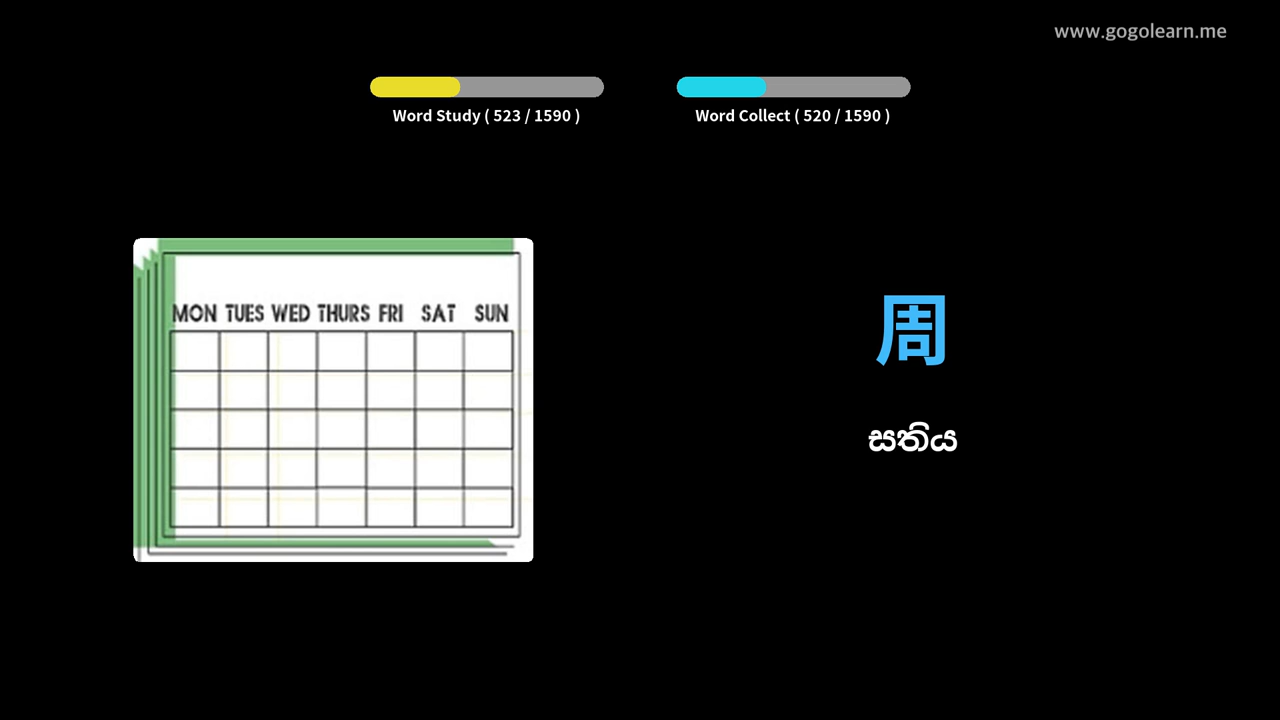 www.gogolearn.me
Word Study ( 523 / 1590 )
Word Collect ( 520 / 1590 )
MON TUES WED THURS FRI SAT SUN
周
සතිය